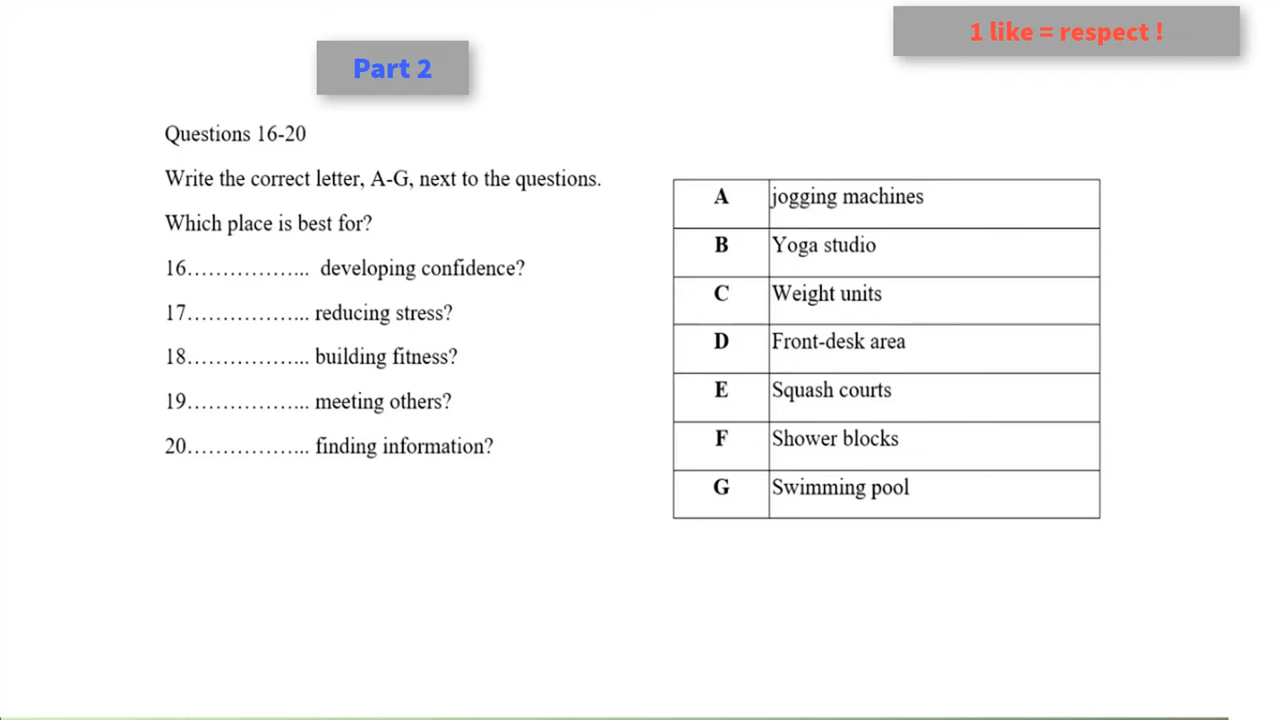 1 like = respect !
Part 2
Questions 16-20
Write the correct letter, A-G, next to the questions.
Which place is best for?
16……………….. developing confidence?
17……………….. reducing stress?
18……………….. building fitness?
19……………….. meeting others?
20……………….. finding information?
A jogging machines
B Yoga studio
C Weight units
D Front-desk area
E Squash courts
F Shower blocks
G Swimming pool